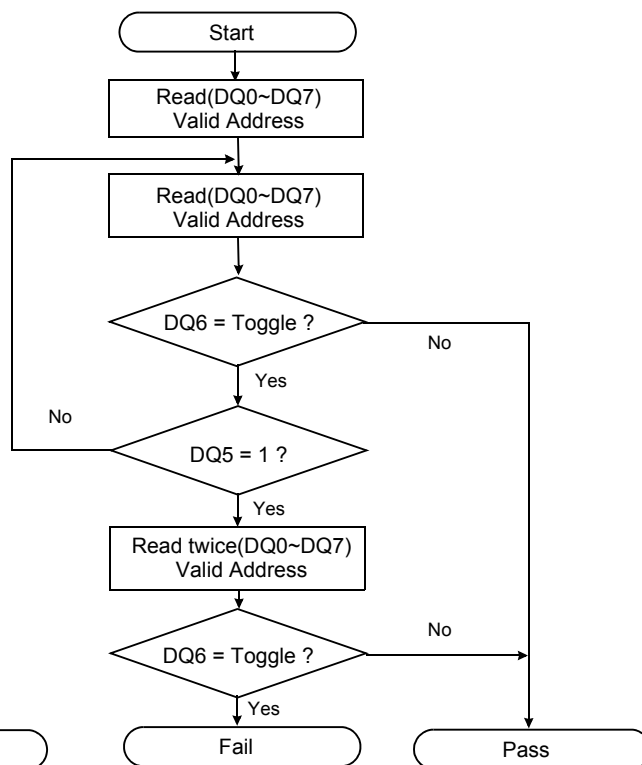 Start
Read(DQ0~DQ7)
Valid Address
Read(DQ0~DQ7)
Valid Address
DQ6 = Toggle ?
No
Yes
No
DQ5 = 1 ?
Yes
Read twice(DQ0~DQ7)
Valid Address
No
DQ6 = Toggle ?
Yes
Fail
Pass